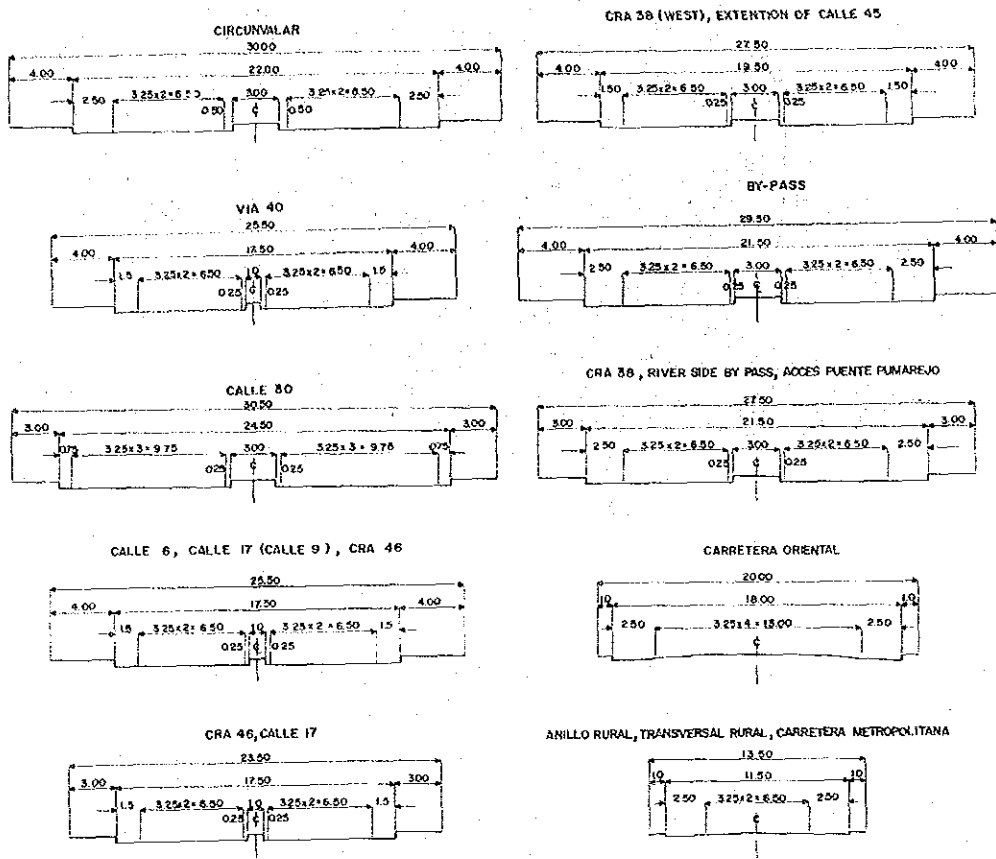 CIRCUNVALAR
30.00
4.00 22.00 4.00
2.50 3.25x2=6.50 3.00 3.25x2=6.50 2.50
0.50 ℄ 0.50
VIA 40
25.50
4.00 17.50 4.00
1.5 3.25x2=6.50 1.0 3.25x2=6.50 1.5
0.25 ℄ 0.25
CALLE 30
30.50
3.00 24.50 3.00
0.75 3.25x3=9.75 3.00 3.25x3=9.75 0.75
0.25 ℄ 0.25
CALLE 6, CALLE 17 (CALLE 9), CRA 46
25.50
4.00 17.50 4.00
1.5 3.25x2=6.50 1.0 3.25x2=6.50 1.5
0.25 ℄ 0.25
CRA 46, CALLE 17
23.50
3.00 17.50 3.00
1.5 3.25x2=6.50 1.0 3.25x2=6.50 1.5
0.25 ℄ 0.25
CRA 38 (WEST), EXTENTION OF CALLE 45
27.50
4.00 19.50 4.00
1.50 3.25x2=6.50 3.00 3.25x2=6.50 1.50
0.25 ℄ 0.25
BY-PASS
29.50
4.00 21.50 4.00
2.50 3.25x2=6.50 3.00 3.25x2=6.50 2.50
0.25 ℄ 0.25
CRA 38, RIVER SIDE BY PASS, ACCES PUENTE PUMAREJO
27.50
3.00 21.50 3.00
2.50 3.25x2=6.50 3.00 3.25x2=6.50 2.50
0.25 ℄ 0.25
CARRETERA ORIENTAL
20.00
1.0 18.00 1.0
2.50 3.25x4=13.00 2.50
℄
ANILLO RURAL, TRANSVERSAL RURAL, CARRETERA METROPOLITANA
13.50
1.0 11.50 1.0
2.50 3.25x2=6.50 2.50
℄